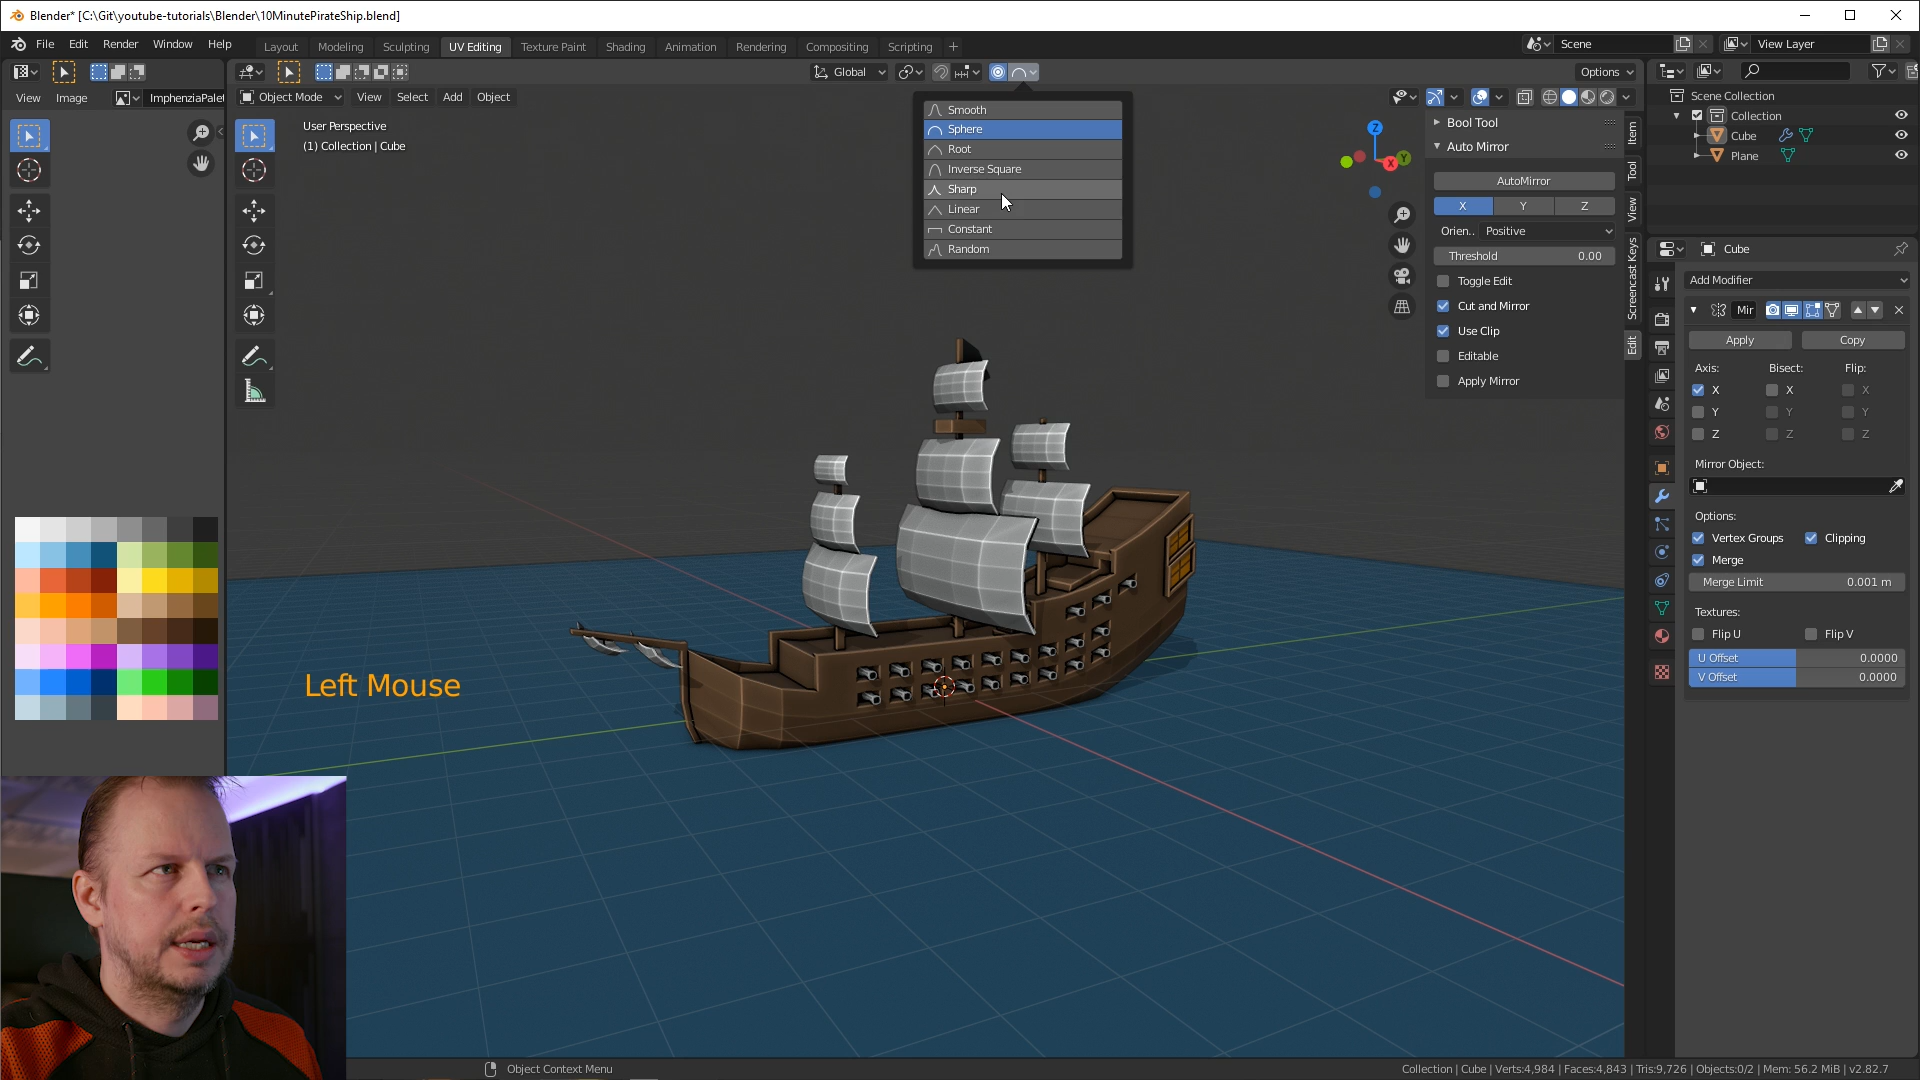 Blender* [C:\Git\youtube-tutorials\Blender\10MinutePirateShip.blend]
File Edit Render Window Help
Layout Modeling Sculpting UV Editing Texture Paint Shading Animation Rendering Compositing Scripting +
Scene
View Layer
Global
Options
View Image ImphenziaPalet
Object Mode View Select Add Object
User Perspective
(1) Collection | Cube
Smooth
Sphere
Root
Inverse Square
Sharp
Linear
Constant
Random
Z
X
Y
Bool Tool
Auto Mirror
AutoMirror
X Y Z
Orien.. Positive
Threshold 0.00
Toggle Edit
Cut and Mirror
Use Clip
Editable
Apply Mirror
Item
Tool
View
Screencast Keys
Edit
Scene Collection
Collection
Cube
Plane
Cube
Add Modifier
Mir
Apply Copy
Axis: Bisect: Flip:
X X X
Y Y Y
Z Z Z
Mirror Object:
Options:
Vertex Groups Clipping
Merge
Merge Limit 0.001 m
Textures:
Flip U Flip V
U Offset 0.0000
V Offset 0.0000
Left Mouse
Object Context Menu
Collection | Cube | Verts:4,984 | Faces:4,843 | Tris:9,726 | Objects:0/2 | Mem: 56.2 MiB | v2.82.7